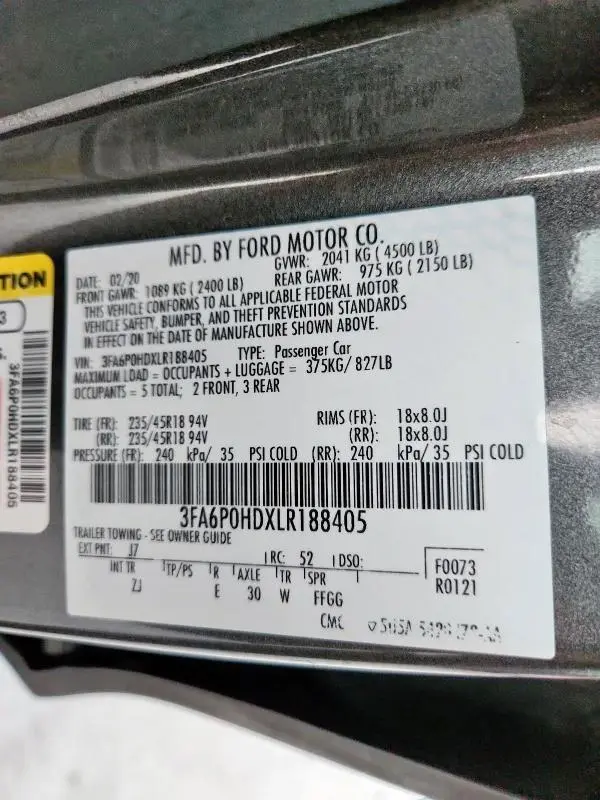 MFD. BY FORD MOTOR CO.
DATE: 02/20 GVWR: 2041 KG ( 4500 LB)
FRONT GAWR: 1089 KG ( 2400 LB) REAR GAWR: 975 KG ( 2150 LB)
THIS VEHICLE CONFORMS TO ALL APPLICABLE FEDERAL MOTOR
VEHICLE SAFETY, BUMPER, AND THEFT PREVENTION STANDARDS
IN EFFECT ON THE DATE OF MANUFACTURE SHOWN ABOVE.
VIN: 3FA6P0HDXLR188405 TYPE: Passenger Car
MAXIMUM LOAD = OCCUPANTS + LUGGAGE = 375KG/ 827LB
OCCUPANTS = 5 TOTAL; 2 FRONT, 3 REAR
TIRE (FR): 235/45R18 94V RIMS (FR): 18x8.0J
(RR): 235/45R18 94V (RR): 18x8.0J
PRESSURE (FR): 240 kPa/ 35 PSI COLD (RR): 240 kPa/ 35 PSI COLD
3FA6P0HDXLR188405
TRAILER TOWING - SEE OWNER GUIDE
EXT PNT: J7 RC: 52 DSO: F0073
INT TR TP/PS R AXLE TR SPR R0121
ZJ E 30 W FFGG
CMC
TION
3
3FA6P0HDXLR188405